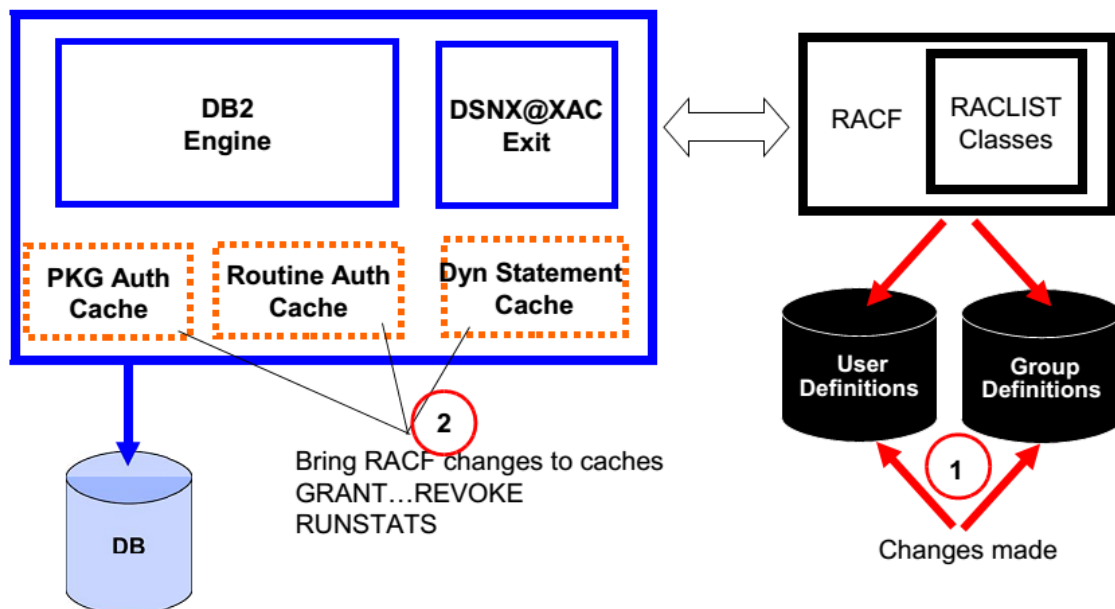 DB2
Engine
DSNX@XAC
Exit
RACF
RACLIST
Classes
PKG Auth
Cache
Routine Auth
Cache
Dyn Statement
Cache
User
Definitions
Group
Definitions
2
Bring RACF changes to caches
GRANT...REVOKE
RUNSTATS
1
Changes made
DB